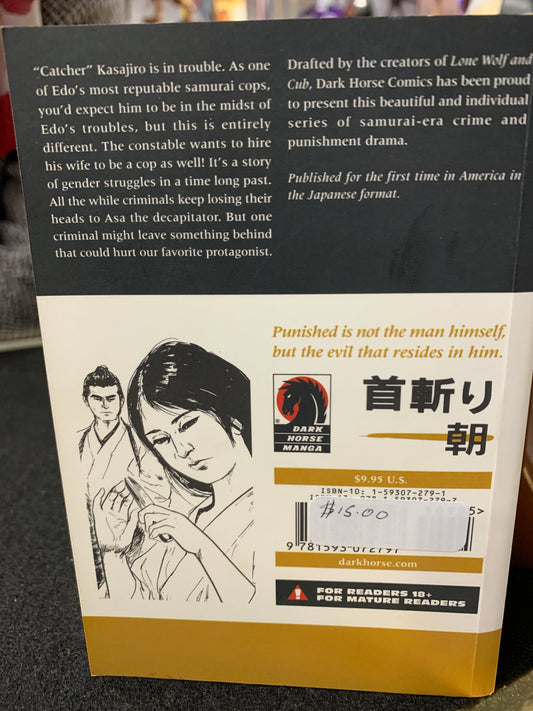 "Catcher" Kasajiro is in trouble. As one
of Edo's most reputable samurai cops,
you'd expect him to be in the midst of
Edo's troubles, but this is entirely
different. The constable wants to hire
his wife to be a cop as well! It's a story
of gender struggles in a time long past.
All the while criminals keep losing their
heads to Asa the decapitator. But one
criminal might leave something behind
that could hurt our favorite protagonist.
Drafted by the creators of Lone Wolf and
Cub, Dark Horse Comics has been proud
to present this beautiful and individual
series of samurai-era crime and
punishment drama.
Published for the first time in America in
the Japanese format.
Punished is not the man himself,
but the evil that resides in him.
DARK
HORSE
MANGA
®
首斬り
朝
$9.95 U.S.
ISBN-10: 1-59307-279-1
$15.00
5>
9 781593 072797
darkhorse.com
! FOR READERS 18+
FOR MATURE READERS